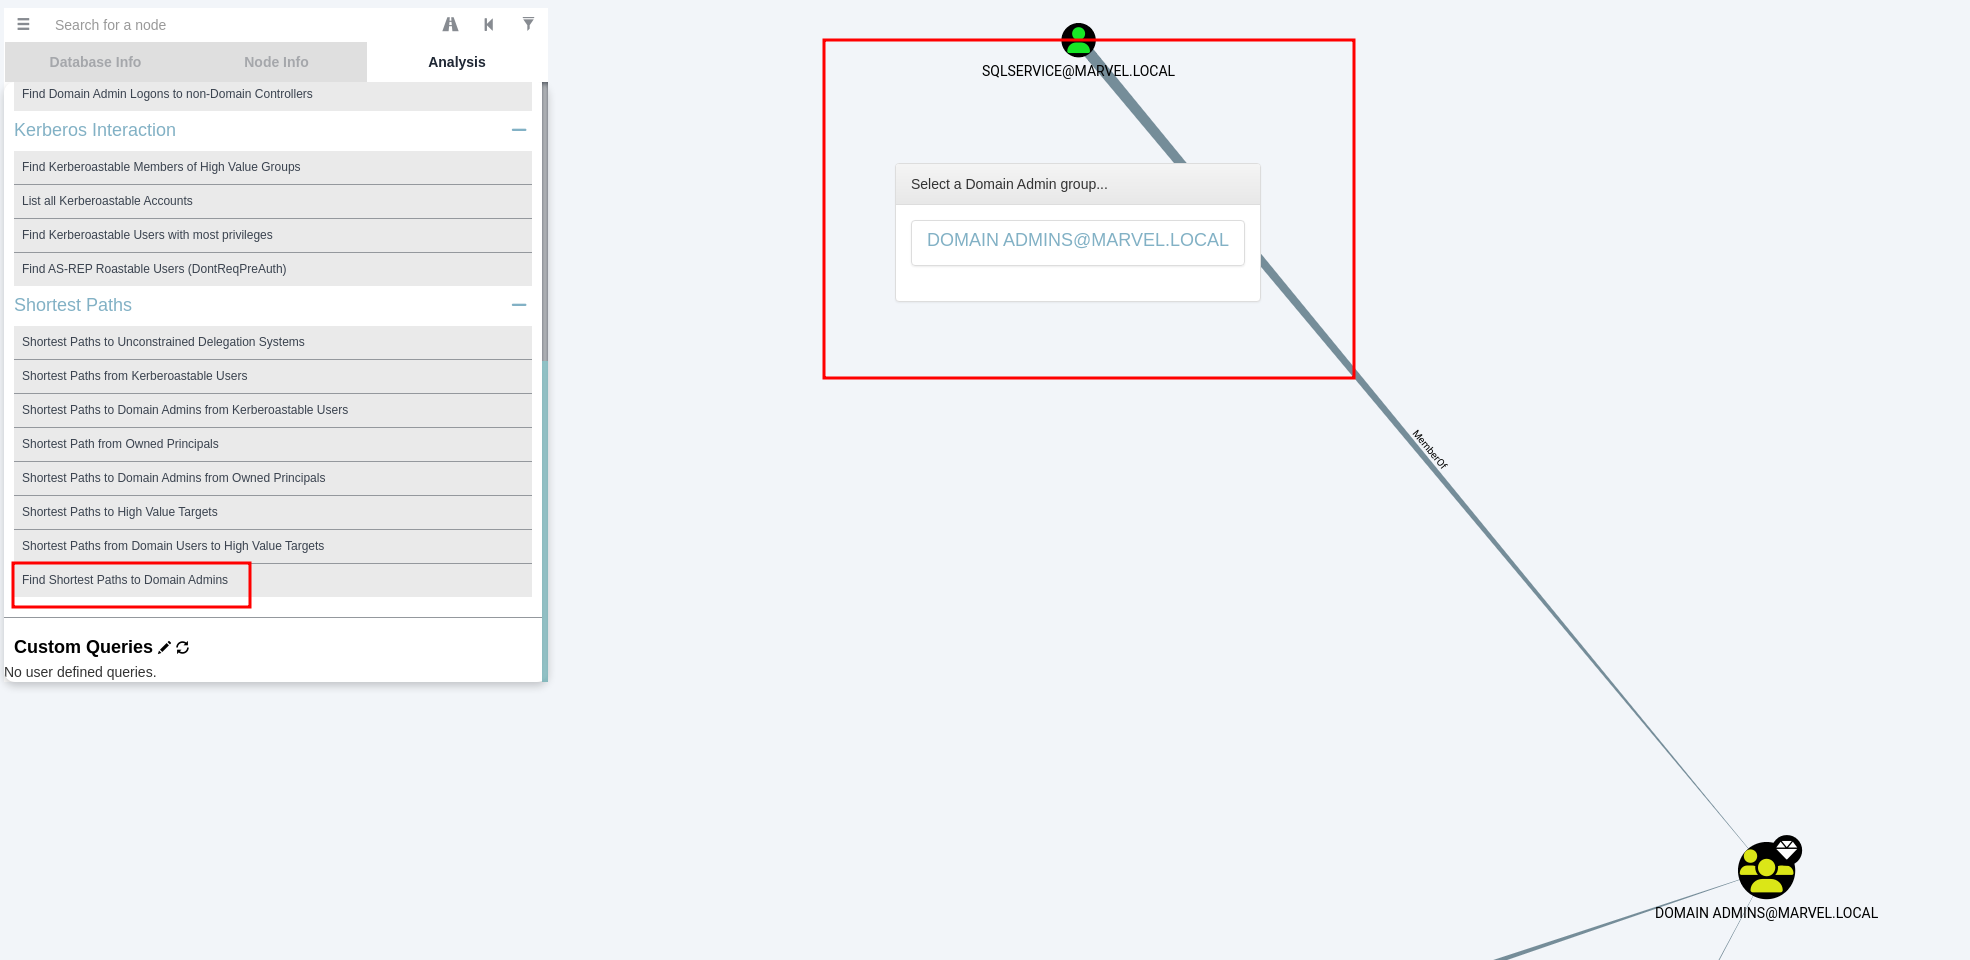 Search for a node
Database Info
Node Info
Analysis
Find Domain Admin Logons to non-Domain Controllers
Kerberos Interaction
Find Kerberoastable Members of High Value Groups
List all Kerberoastable Accounts
Find Kerberoastable Users with most privileges
Find AS-REP Roastable Users (DontReqPreAuth)
Shortest Paths
Shortest Paths to Unconstrained Delegation Systems
Shortest Paths from Kerberoastable Users
Shortest Paths to Domain Admins from Kerberoastable Users
Shortest Path from Owned Principals
Shortest Paths to Domain Admins from Owned Principals
Shortest Paths to High Value Targets
Shortest Paths from Domain Users to High Value Targets
Find Shortest Paths to Domain Admins
Custom Queries
No user defined queries.
SQLSERVICE@MARVEL.LOCAL
Select a Domain Admin group...
DOMAIN ADMINS@MARVEL.LOCAL
MemberOf
DOMAIN ADMINS@MARVEL.LOCAL